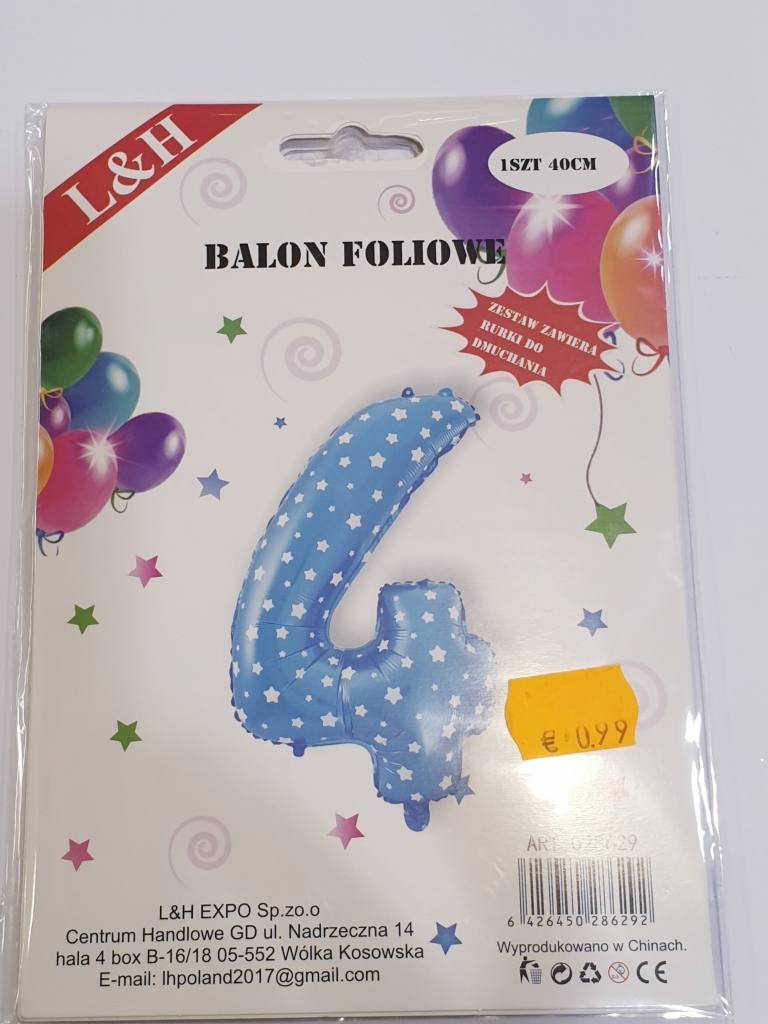 L&H
1SZT 40CM
BALON FOLIOWE
ZESTAW ZAWIERA
RURKI DO
DMUCHANIA
€ 0.99
ART 028629
6 426450 286292
L&H EXPO Sp.zo.o
Centrum Handlowe GD ul. Nadrzeczna 14
hala 4 box B-16/18 05-552 Wólka Kosowska
E-mail: lhpoland2017@gmail.com
Wyprodukowano w Chinach.
CE